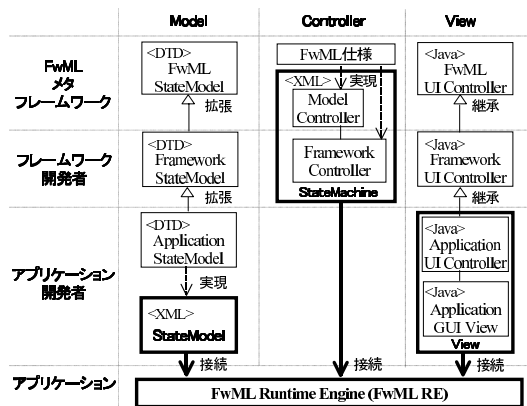 Model
Controller
View
FwML
メタ
フレームワーク
<DTD>
FwML
StateModel
拡張
FwML仕様
<XML>
実現
Model
Controller
<Java>
FwML
UI Controller
継承
フレームワーク
開発者
<DTD>
Framework
StateModel
拡張
Framework
Controller
StateMachine
<Java>
Framework
UI Controller
継承
アプリケーション
開発者
<DTD>
Application
StateModel
実現
<XML>
StateModel
接続
接続
<Java>
Application
UI Controller
<Java>
Application
GUI View
View
接続
アプリケーション
FwML Runtime Engine (FwML RE)